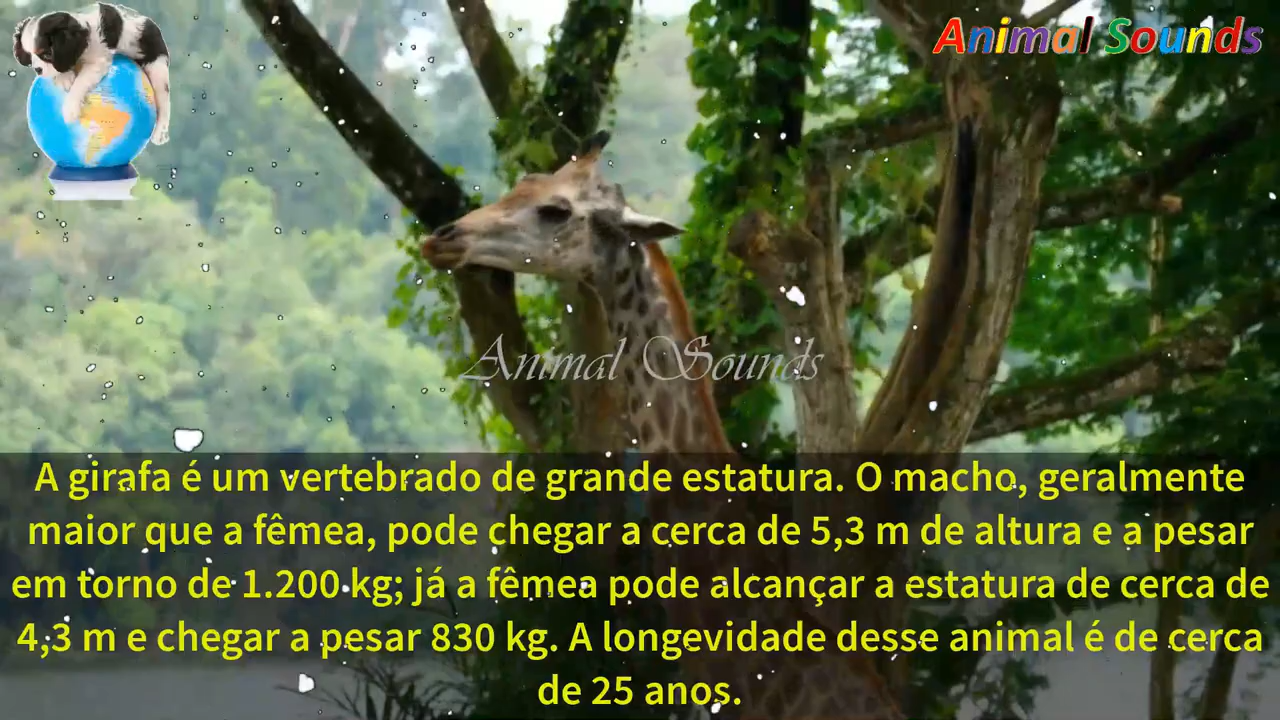 Animal Sounds
Animal Sounds
A girafa é um vertebrado de grande estatura. O macho, geralmente
maior que a fêmea, pode chegar a cerca de 5,3 m de altura e a pesar
em torno de 1.200 kg; já a fêmea pode alcançar a estatura de cerca de
4,3 m e chegar a pesar 830 kg. A longevidade desse animal é de cerca
de 25 anos.